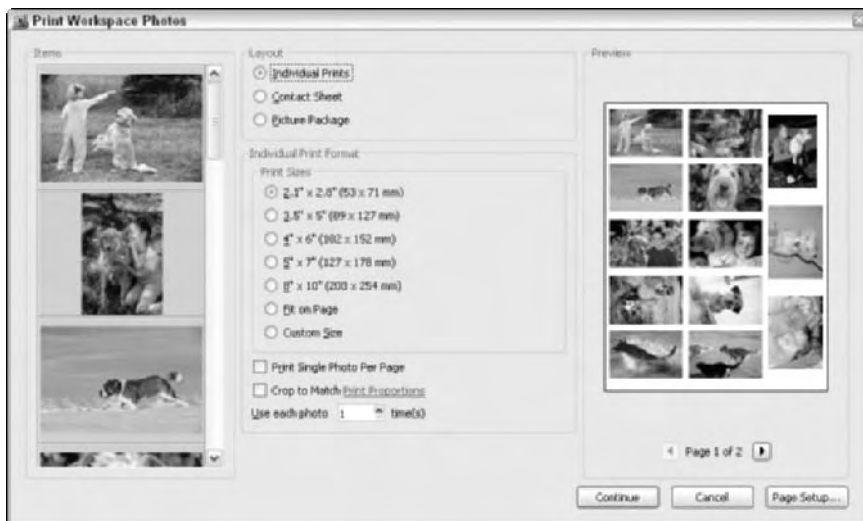 Print Workspace Photos
Items
Layout
Individual Prints
Contact Sheet
Picture Package
Individual Print Format
Print Sizes
2.1" x 2.8" (53 x 71 mm)
3.5" x 5" (89 x 127 mm)
4" x 6" (102 x 152 mm)
5" x 7" (127 x 178 mm)
8" x 10" (203 x 254 mm)
Fit on Page
Custom Size
Print Single Photo Per Page
Crop to Match Print Proportions
Use each photo 1 time(s)
Preview
Page 1 of 2
Continue
Cancel
Page Setup...